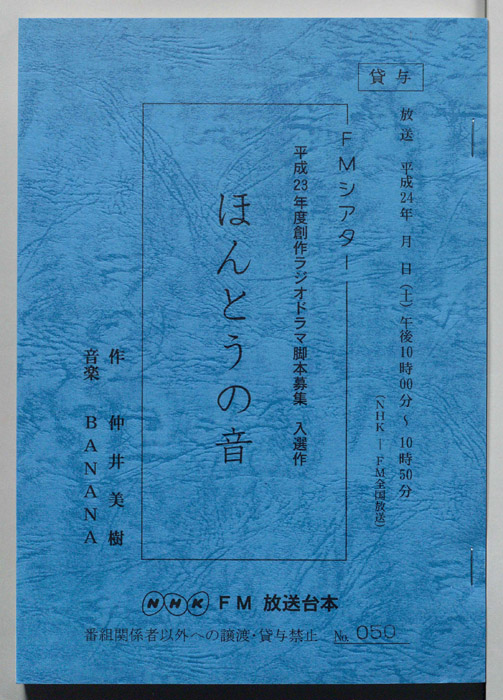 貸与
放送 平成24年 月 日(土)午後10時00分～10時50分
(NHK－FM全国放送)
FMシアター
平成23年度創作ラジオドラマ脚本募集 入選作
ほんとうの音
作 仲井美樹
音楽 BANANA
NHK FM 放送台本
番組関係者以外への譲渡・貸与禁止 No. 050